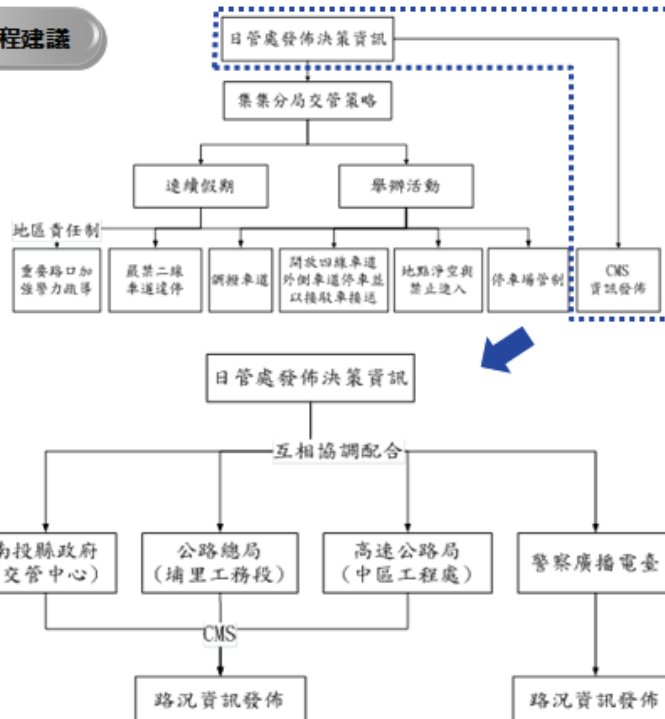 程建議
日管處發佈決策資訊
集集分局交管策略
連續假期
舉辦活動
地區責任制
重要路口加
強警力疏導
嚴禁二線
車道違停
調撥車道
開放四線車道
外側車道停車並
以接駁車接送
地點淨空與
禁止進入
停車場管制
CMS
資訊發佈
日管處發佈決策資訊
互相協調配合
南投縣政府
交管中心)
公路總局
(埔里工務段)
高速公路局
(中區工程處)
警察廣播電臺
CMS
路況資訊發佈
路況資訊發佈